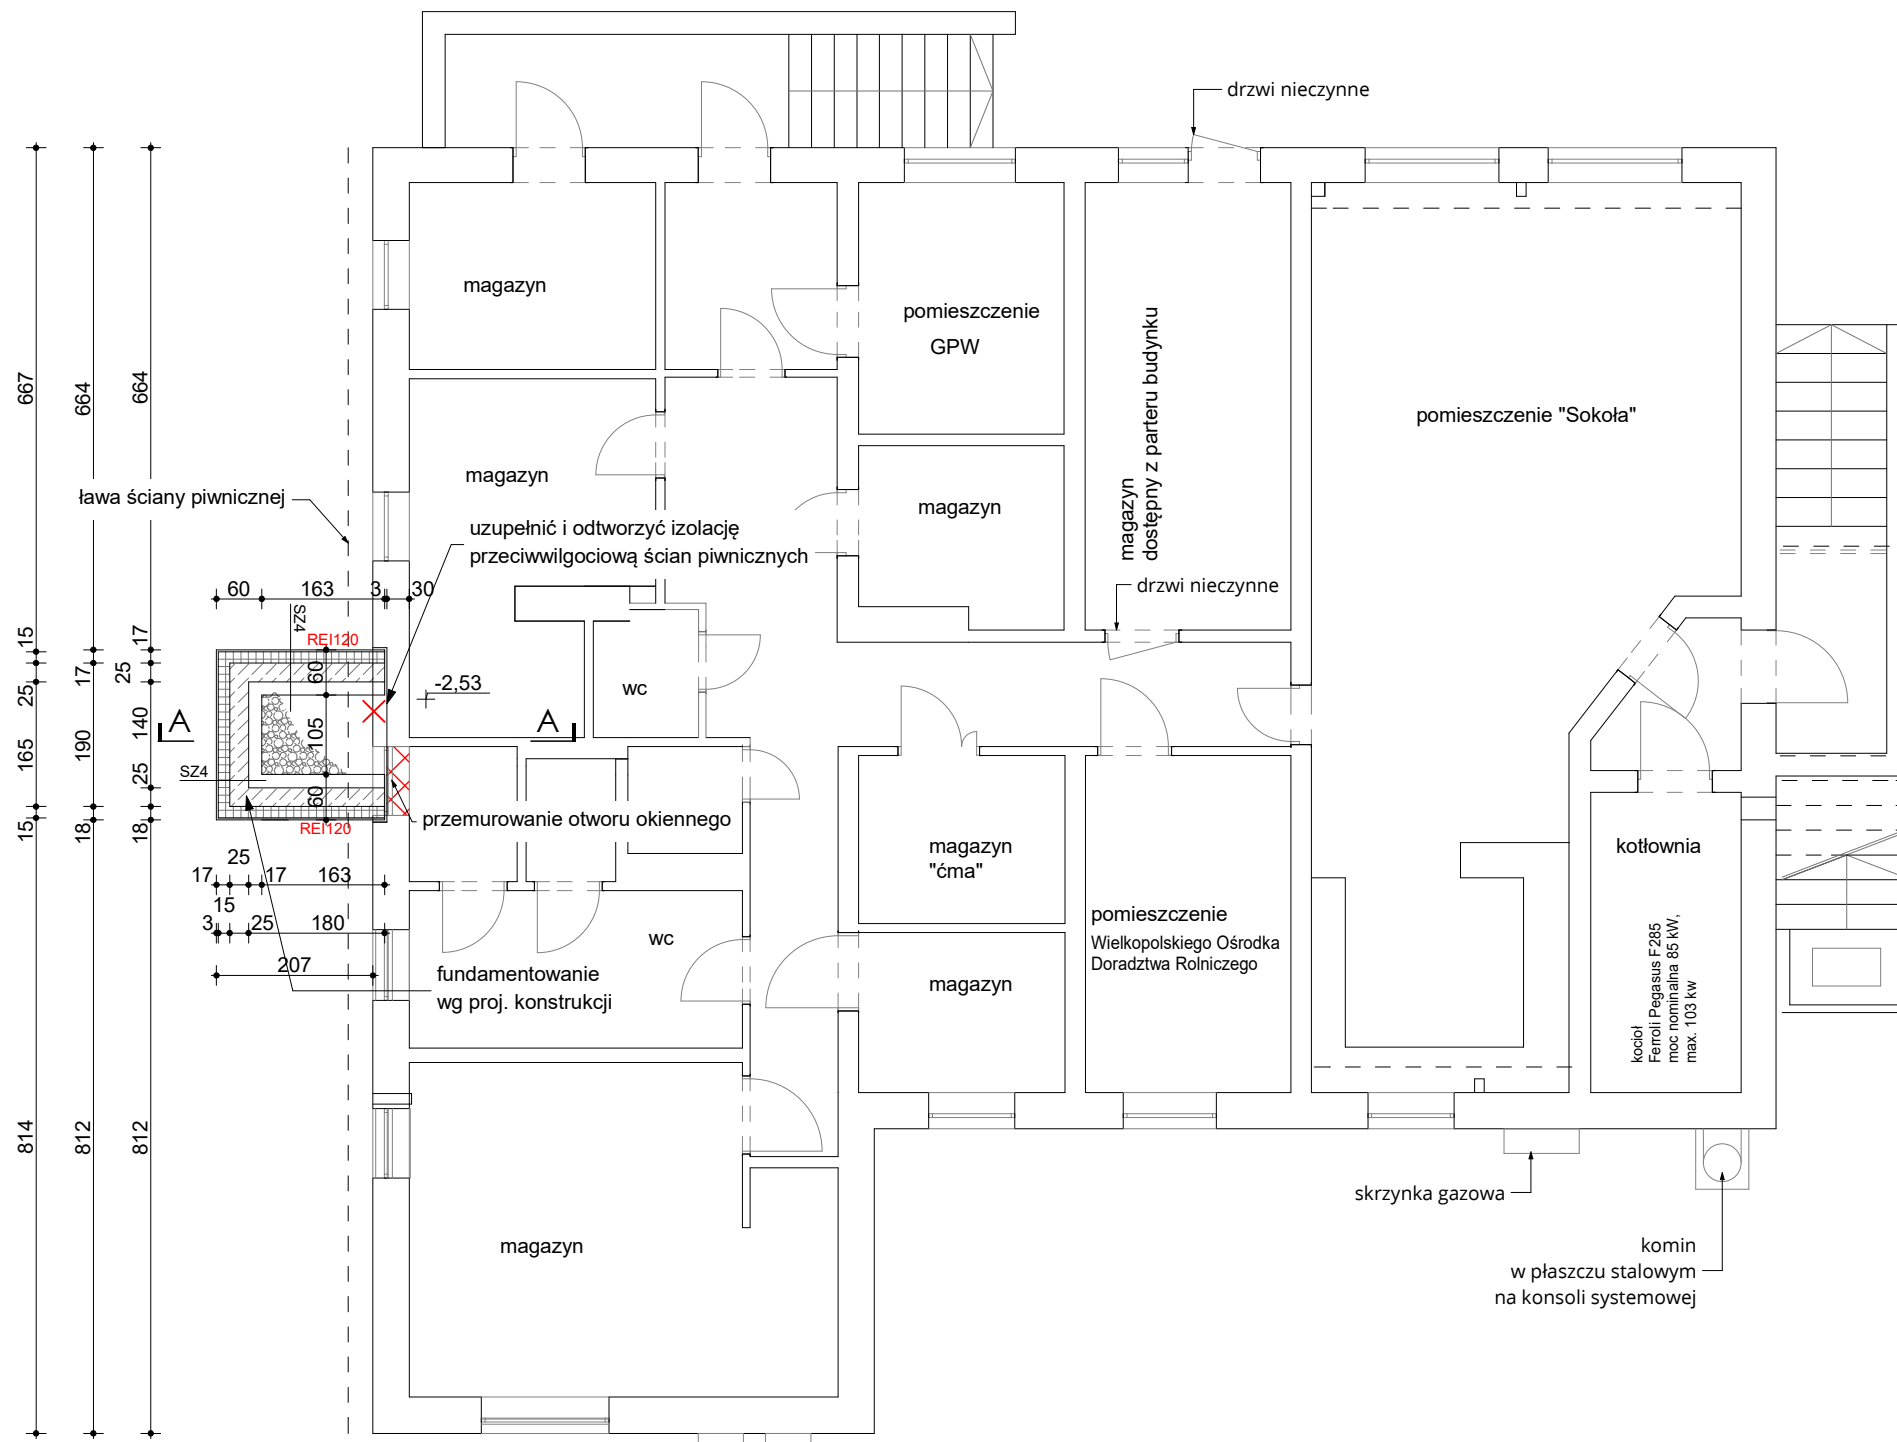 drzwi nieczynne
magazyn
pomieszczenie
GPW
magazyn
dostępny z parteru budynku
pomieszczenie "Sokoła"
667
664
664
magazyn
magazyn
ława ściany piwnicznej
uzupełnić i odtworzyć izolację
przeciwwilgociową ścian piwnicznych
drzwi nieczynne
60
163
3
30
SZ4
REI120
15
17
17
25
25
60
-2,53
wc
A
A
165
190
140
105
SZ4
25
60
15
18
18
REI120
przemurowanie otworu okiennego
magazyn
"ćma"
kotłownia
25
17
17
163
15
3
25
180
207
wc
pomieszczenie
Wielkopolskiego Ośrodka
Doradztwa Rolniczego
fundamentowanie
wg proj. konstrukcji
magazyn
kocioł
Ferroli Pegasus F285
moc nominalna 85 kW,
max. 103 kw
814
812
812
skrzynka gazowa
magazyn
komin
w płaszczu stalowym
na konsoli systemowej